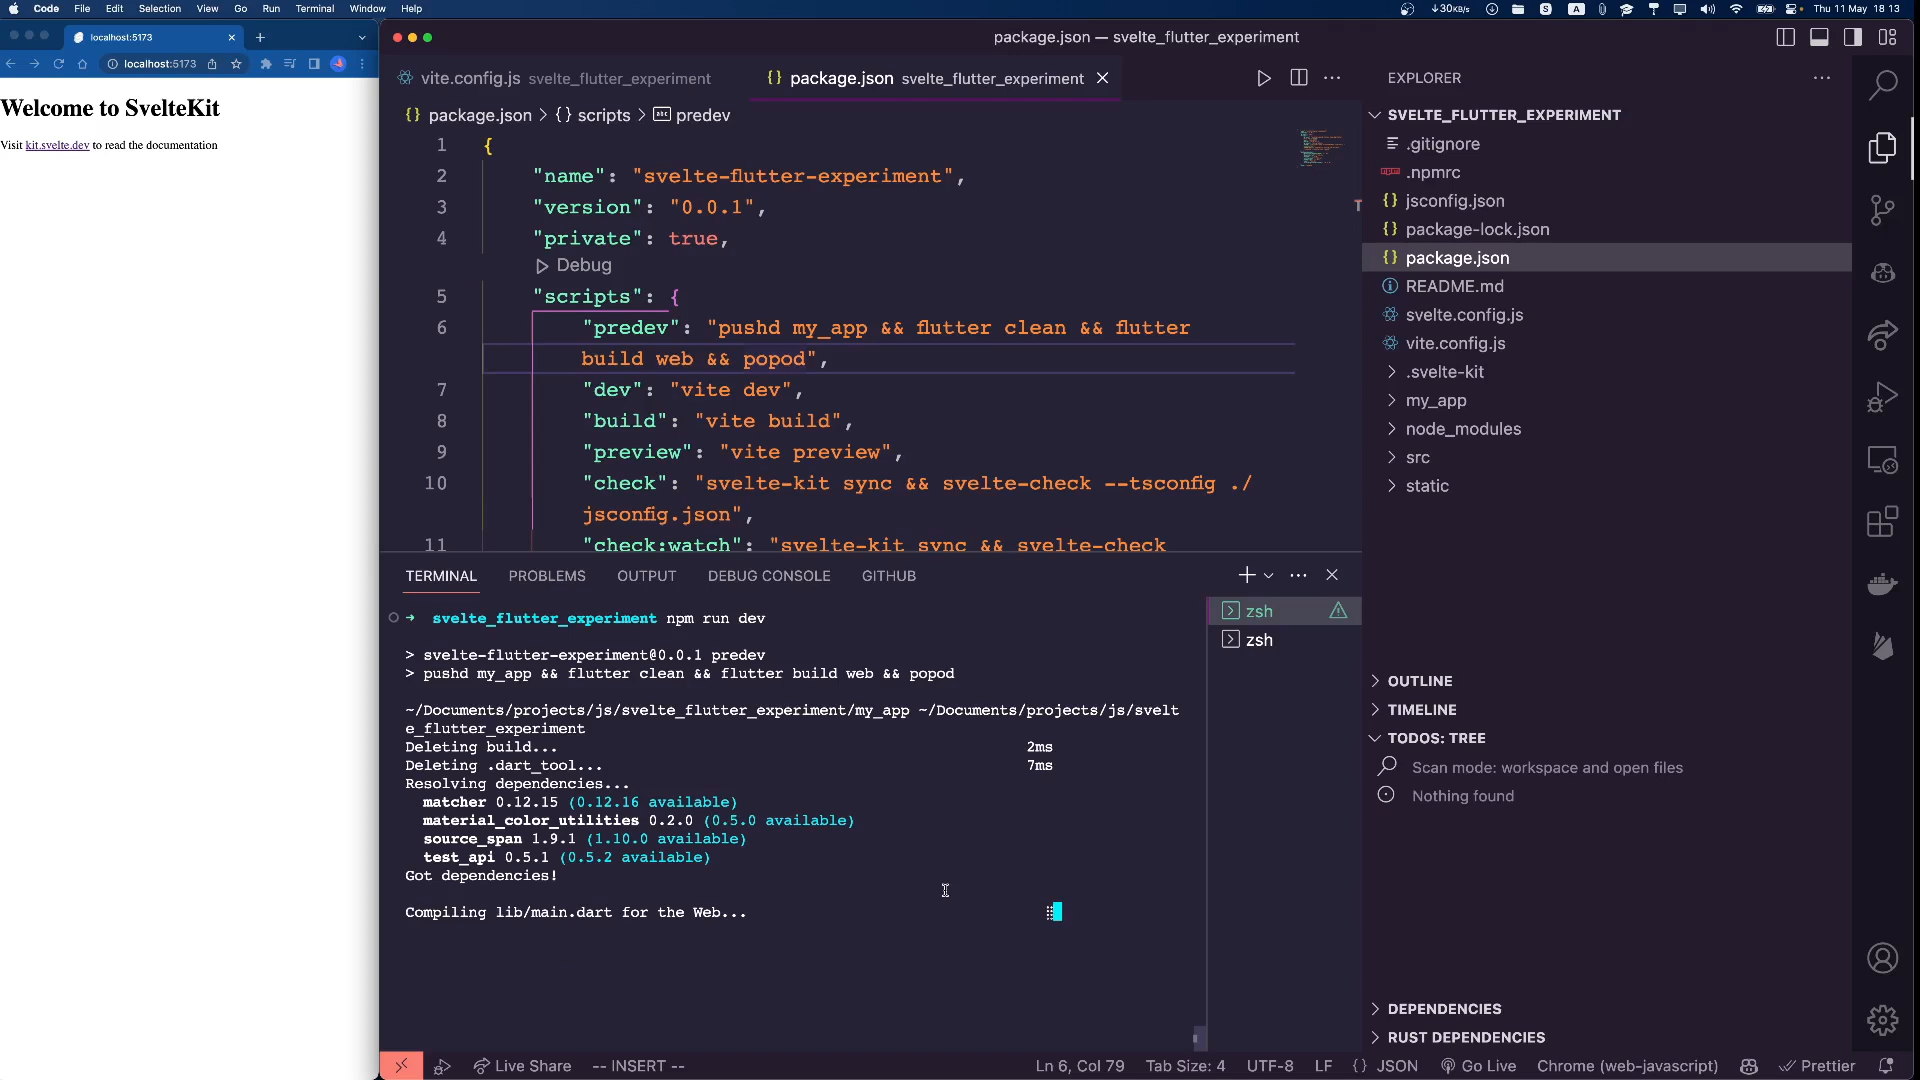 Code File Edit Selection View Go Run Terminal Window Help
↓30KB/s A Thu 11 May 18 13
localhost:5173
localhost:5173
Welcome to SvelteKit
Visit kit.svelte.dev to read the documentation
package.json — svelte_flutter_experiment
vite.config.js svelte_flutter_experiment
{} package.json svelte_flutter_experiment
{} package.json > {} scripts > abc predev
1 {
2 "name": "svelte-flutter-experiment",
3 "version": "0.0.1",
4 "private": true,
Debug
5 "scripts": {
6 "predev": "pushd my_app && flutter clean && flutter
build web && popod",
7 "dev": "vite dev",
8 "build": "vite build",
9 "preview": "vite preview",
10 "check": "svelte-kit sync && svelte-check --tsconfig ./
jsconfig.json",
11 "check:watch": "svelte-kit sync && svelte-check
TERMINAL PROBLEMS OUTPUT DEBUG CONSOLE GITHUB
➜ svelte_flutter_experiment npm run dev
> svelte-flutter-experiment@0.0.1 predev
> pushd my_app && flutter clean && flutter build web && popod
~/Documents/projects/js/svelte_flutter_experiment/my_app ~/Documents/projects/js/svelt
e_flutter_experiment
Deleting build... 2ms
Deleting .dart_tool... 7ms
Resolving dependencies...
matcher 0.12.15 (0.12.16 available)
material_color_utilities 0.2.0 (0.5.0 available)
source_span 1.9.1 (1.10.0 available)
test_api 0.5.1 (0.5.2 available)
Got dependencies!
Compiling lib/main.dart for the Web...
zsh
zsh
EXPLORER
SVELTE_FLUTTER_EXPERIMENT
.gitignore
.npmrc
{} jsconfig.json
{} package-lock.json
{} package.json
README.md
svelte.config.js
vite.config.js
.svelte-kit
my_app
node_modules
src
static
OUTLINE
TIMELINE
TODOS: TREE
Scan mode: workspace and open files
Nothing found
DEPENDENCIES
RUST DEPENDENCIES
Live Share -- INSERT -- Ln 6, Col 79 Tab Size: 4 UTF-8 LF {} JSON Go Live Chrome (web-javascript) Prettier